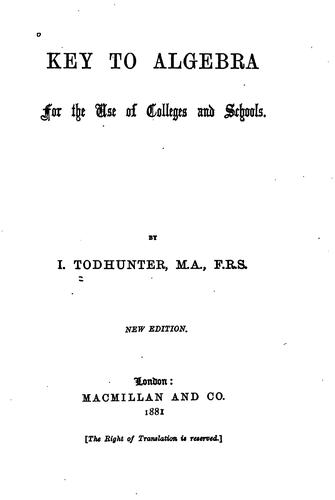 KEY TO ALGEBRA
For the Use of Colleges and Schools.
BY
I. TODHUNTER, M.A., F.R.S.
NEW EDITION.
London:
MACMILLAN AND CO.
1881
[The Right of Translation is reserved.]